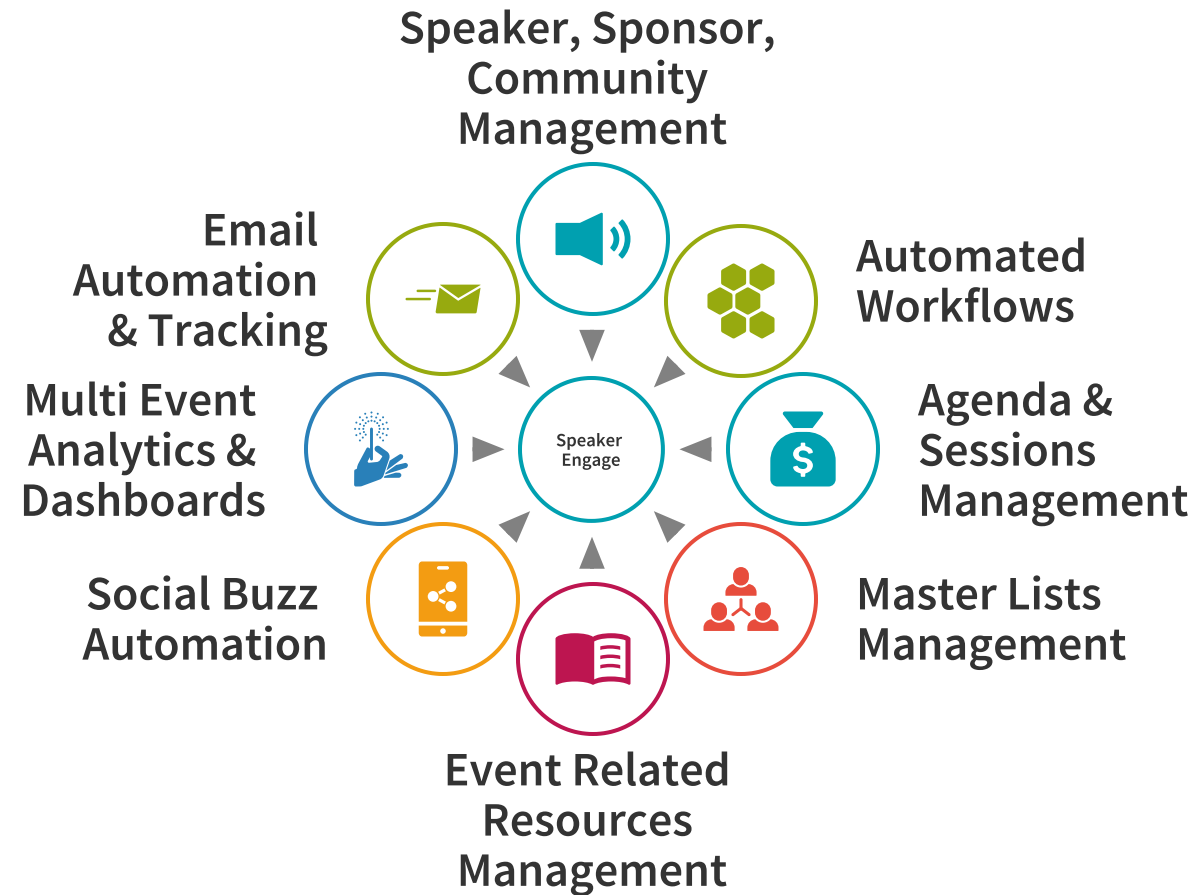 Speaker, Sponsor,
Community
Management
Email
Automation
& Tracking
Automated
Workflows
Multi Event
Analytics &
Dashboards
Speaker
Engage
$
Agenda &
Sessions
Management
Social Buzz
Automation
Master Lists
Management
Event Related
Resources
Management